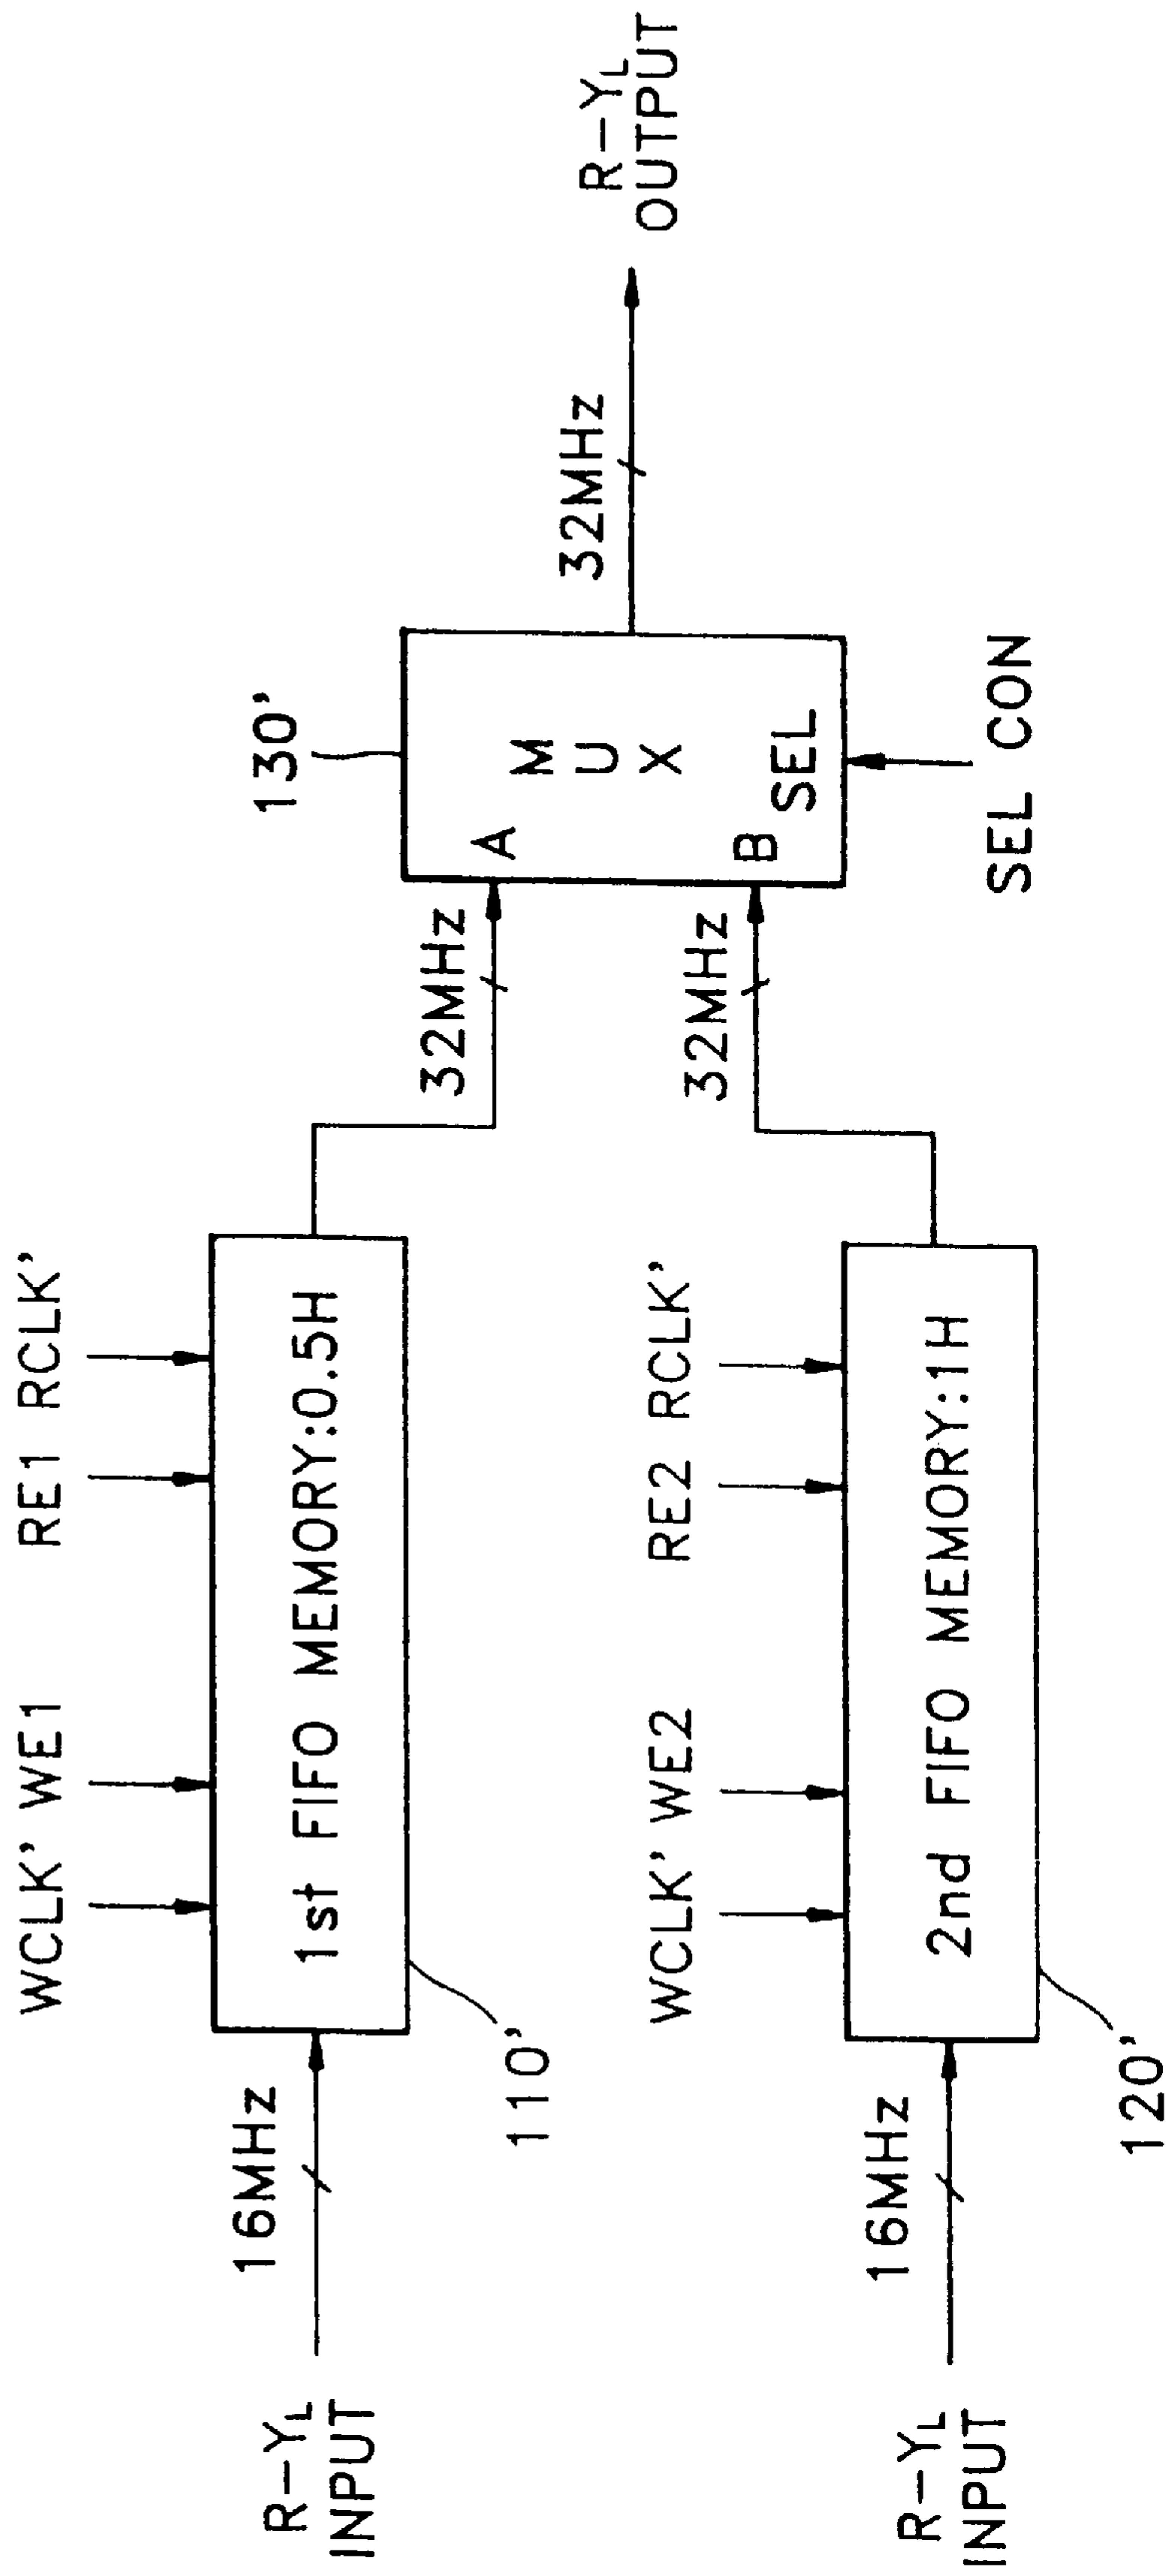 WCLK' WE1
RE1 RCLK'
R-YL
INPUT
16MHz
1st FIFO MEMORY:0.5H
110'
32MHz
130'
A
M
U
X
B
SEL
32MHz
R-YL
OUTPUT
SEL CON
32MHz
WCLK' WE2
RE2 RCLK'
R-YL
INPUT
16MHz
2nd FIFO MEMORY:1H
120'